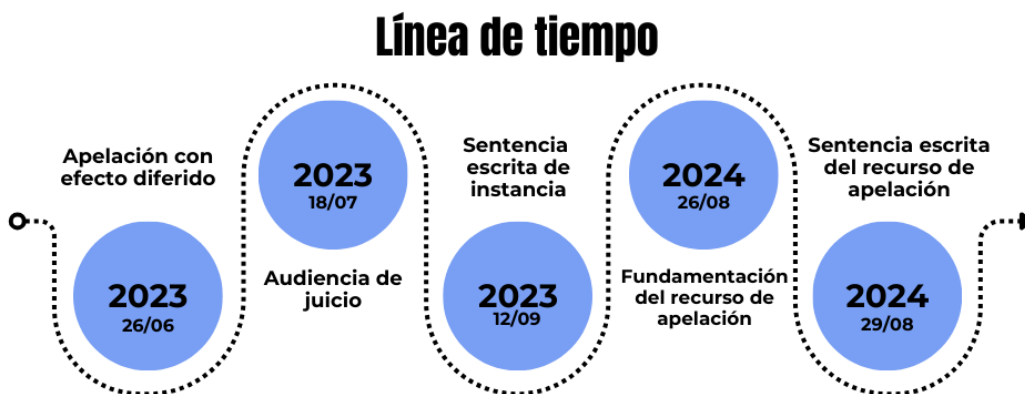 Línea de tiempo
Apelación con
efecto diferido
2023
26/06
2023
18/07
Audiencia de
juicio
Sentencia
escrita de
instancia
2023
12/09
2024
26/08
Fundamentación
del recurso de
apelación
Sentencia escrita
del recurso de
apelación
2024
29/08